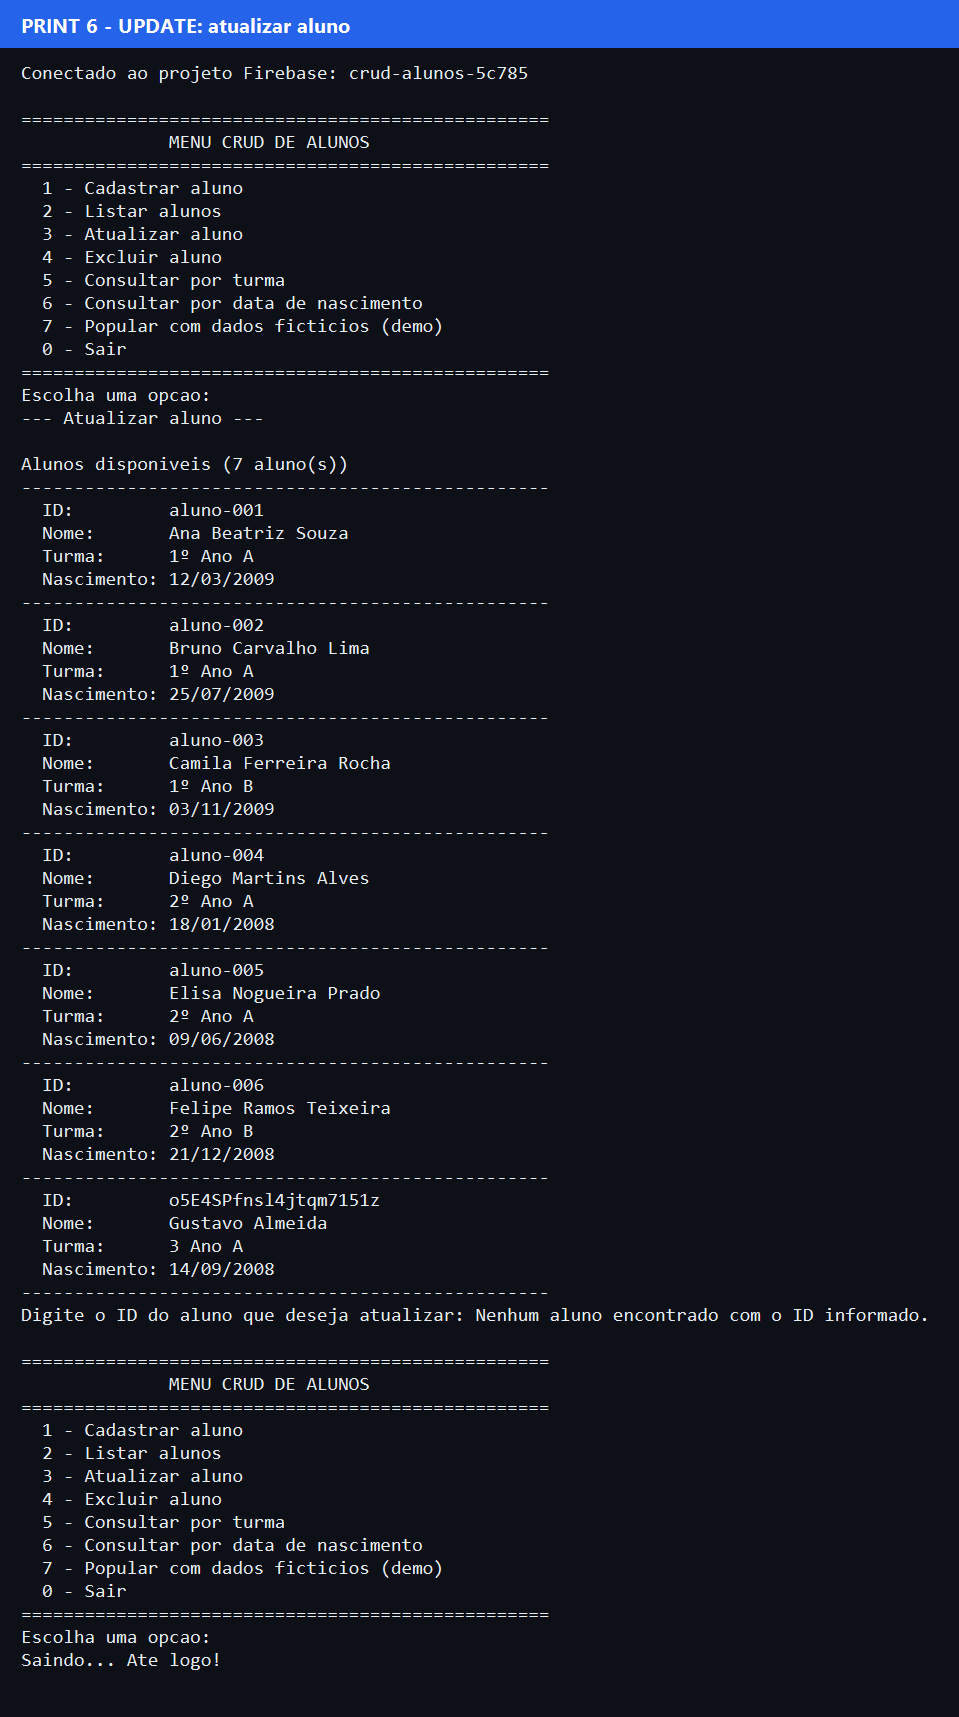 PRINT 6 - UPDATE: atualizar aluno
Conectado ao projeto Firebase: crud-alunos-5c785
==================================================
MENU CRUD DE ALUNOS
==================================================
1 - Cadastrar aluno
2 - Listar alunos
3 - Atualizar aluno
4 - Excluir aluno
5 - Consultar por turma
6 - Consultar por data de nascimento
7 - Popular com dados ficticios (demo)
0 - Sair
==================================================
Escolha uma opcao:
--- Atualizar aluno ---
Alunos disponiveis (7 aluno(s))
--------------------------------------------------
ID: aluno-001
Nome: Ana Beatriz Souza
Turma: 1º Ano A
Nascimento: 12/03/2009
--------------------------------------------------
ID: aluno-002
Nome: Bruno Carvalho Lima
Turma: 1º Ano A
Nascimento: 25/07/2009
--------------------------------------------------
ID: aluno-003
Nome: Camila Ferreira Rocha
Turma: 1º Ano B
Nascimento: 03/11/2009
--------------------------------------------------
ID: aluno-004
Nome: Diego Martins Alves
Turma: 2º Ano A
Nascimento: 18/01/2008
--------------------------------------------------
ID: aluno-005
Nome: Elisa Nogueira Prado
Turma: 2º Ano A
Nascimento: 09/06/2008
--------------------------------------------------
ID: aluno-006
Nome: Felipe Ramos Teixeira
Turma: 2º Ano B
Nascimento: 21/12/2008
--------------------------------------------------
ID: o5E4SPfnsl4jtqm7151z
Nome: Gustavo Almeida
Turma: 3 Ano A
Nascimento: 14/09/2008
--------------------------------------------------
Digite o ID do aluno que deseja atualizar: Nenhum aluno encontrado com o ID informado.
==================================================
MENU CRUD DE ALUNOS
==================================================
1 - Cadastrar aluno
2 - Listar alunos
3 - Atualizar aluno
4 - Excluir aluno
5 - Consultar por turma
6 - Consultar por data de nascimento
7 - Popular com dados ficticios (demo)
0 - Sair
==================================================
Escolha uma opcao:
Saindo... Ate logo!